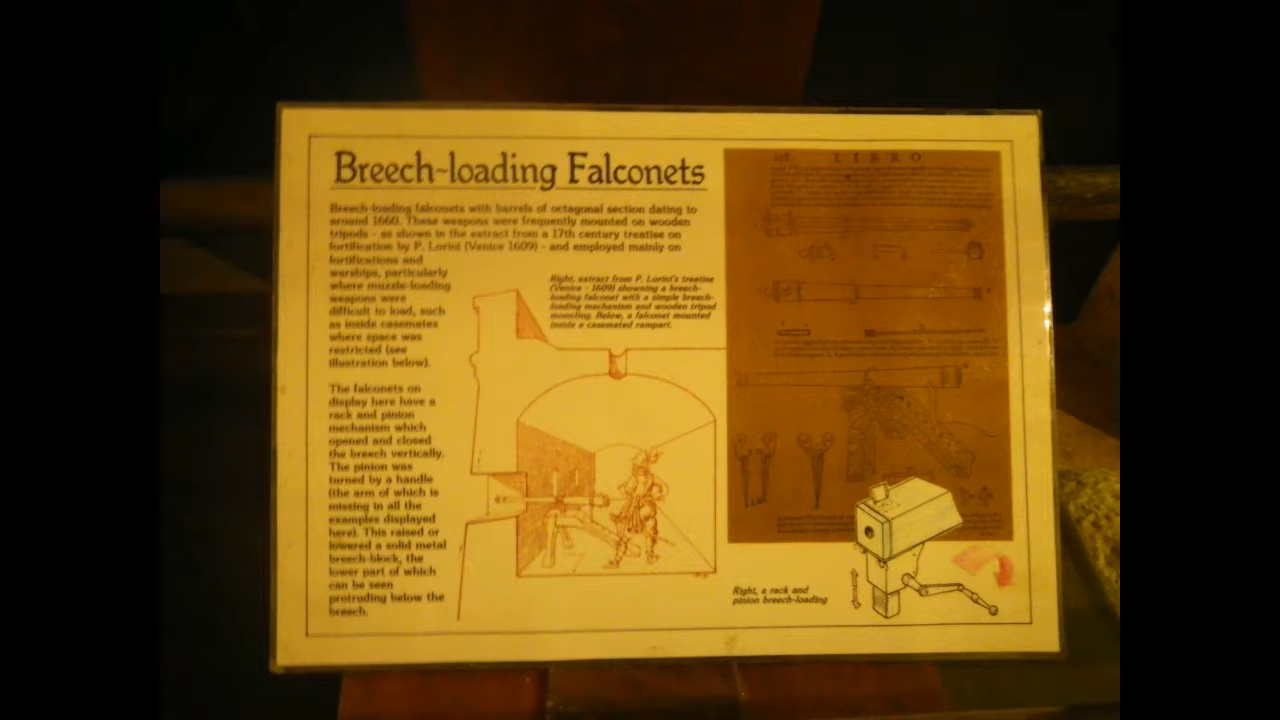 Breech-loading Falconets
Breech-loading falconets with barrels of octagonal section dating to
around 1660. These weapons were frequently mounted on wooden
tripods - as shown in the extract from a 17th century treatise on
fortification by P. Lorini (Venice 1609) - and employed mainly on
fortifications and
warships, particularly
where muzzle-loading
weapons were
difficult to load, such
as inside casemates
where space was
restricted (see
illustration below).
The falconets on
display here have a
rack and pinion
mechanism which
opened and closed
the breech vertically.
The pinion was
turned by a handle
(the arm of which is
missing in all the
examples displayed
here). This raised or
lowered a solid metal
breech-block, the
lower part of which
can be seen
protruding below the
breech.
Right, extract from P. Lorini's treatise
(Venice - 1609) showning a breech-
loading falconet with a simple breech-
loading mechanism and wooden tripod
mounting. Below, a falconet mounted
inside a casemated rampart.
LIBRO
Right, a rack and
pinion breech-loading